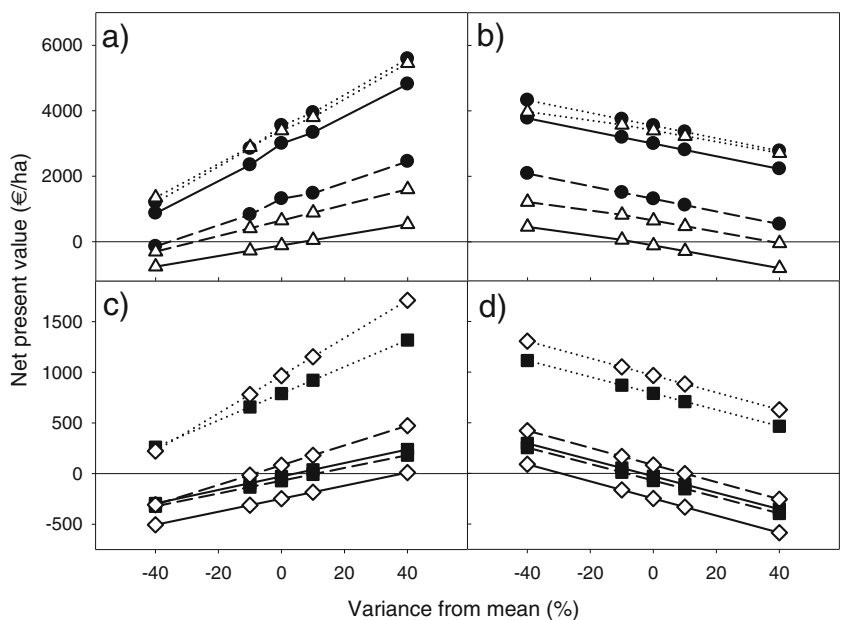 a)
b)
6000
4000
2000
0
c)
d)
1500
1000
500
0
-500
Net present value (€/ha)
-40 -20 0 20 40 -40 -20 0 20 40
Variance from mean (%)